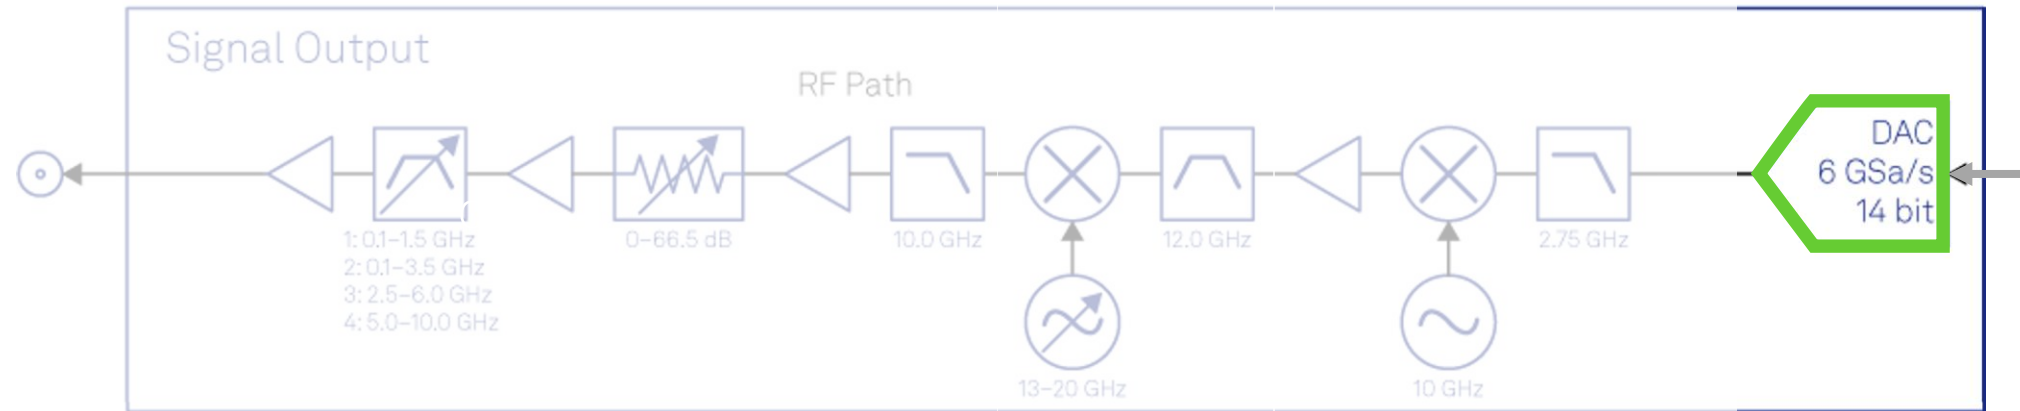 Signal Output
RF Path
DAC
6 GSa/s
14 bit
1: 0.1–1.5 GHz
2: 0.1–3.5 GHz
3: 2.5–6.0 GHz
4: 5.0–10.0 GHz
0–66.5 dB
10.0 GHz
12.0 GHz
2.75 GHz
13–20 GHz
10 GHz